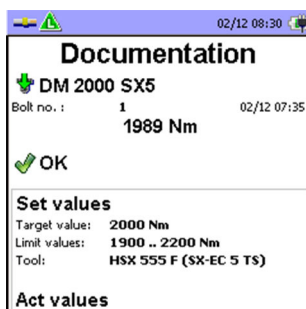 02/12 08:30
Documentation
DM 2000 SX5
Bolt no. : 1 02/12 07:35
1989 Nm
OK
Set values
Target value: 2000 Nm
Limit values: 1900 .. 2200 Nm
Tool: HSX 555 F (SX-EC 5 TS)
Act values